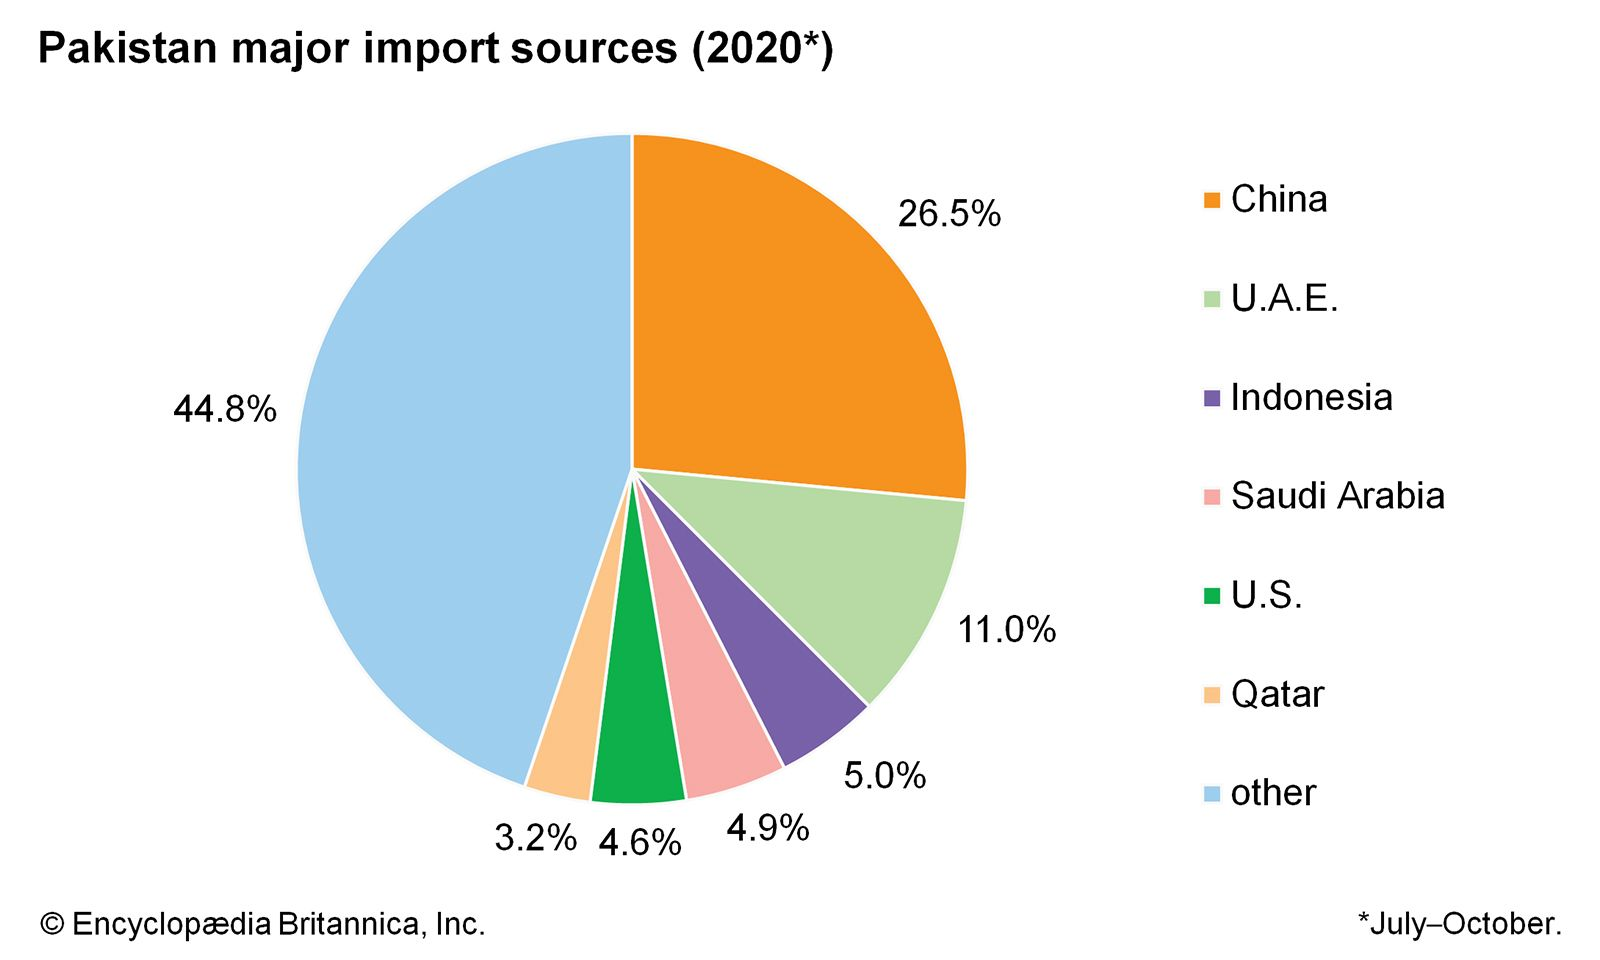 Pakistan major import sources (2020*)
26.5%
11.0%
5.0%
4.9%
4.6%
3.2%
44.8%
China
U.A.E.
Indonesia
Saudi Arabia
U.S.
Qatar
other
© Encyclopædia Britannica, Inc.
*July–October.